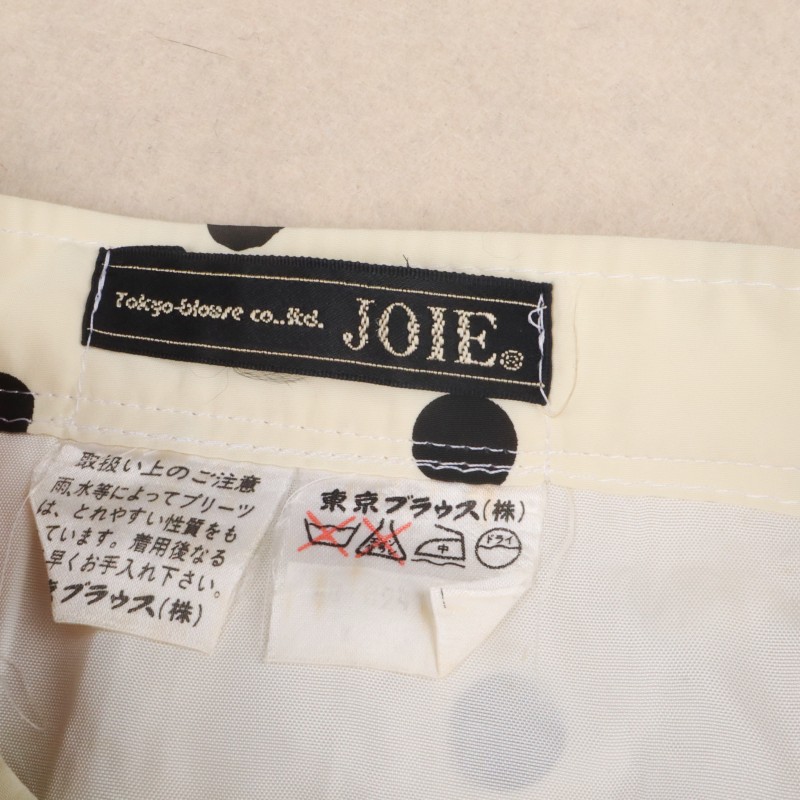 Tokyo-blouse co.,ltd. JOIE®
取扱い上のご注意
雨、水等によってプリーツ
は、とれやすい性質をも
ています。着用後なる
早くお手入れ下さい。
ブラウス(株)
東京ブラウス(株)
中 ドライ